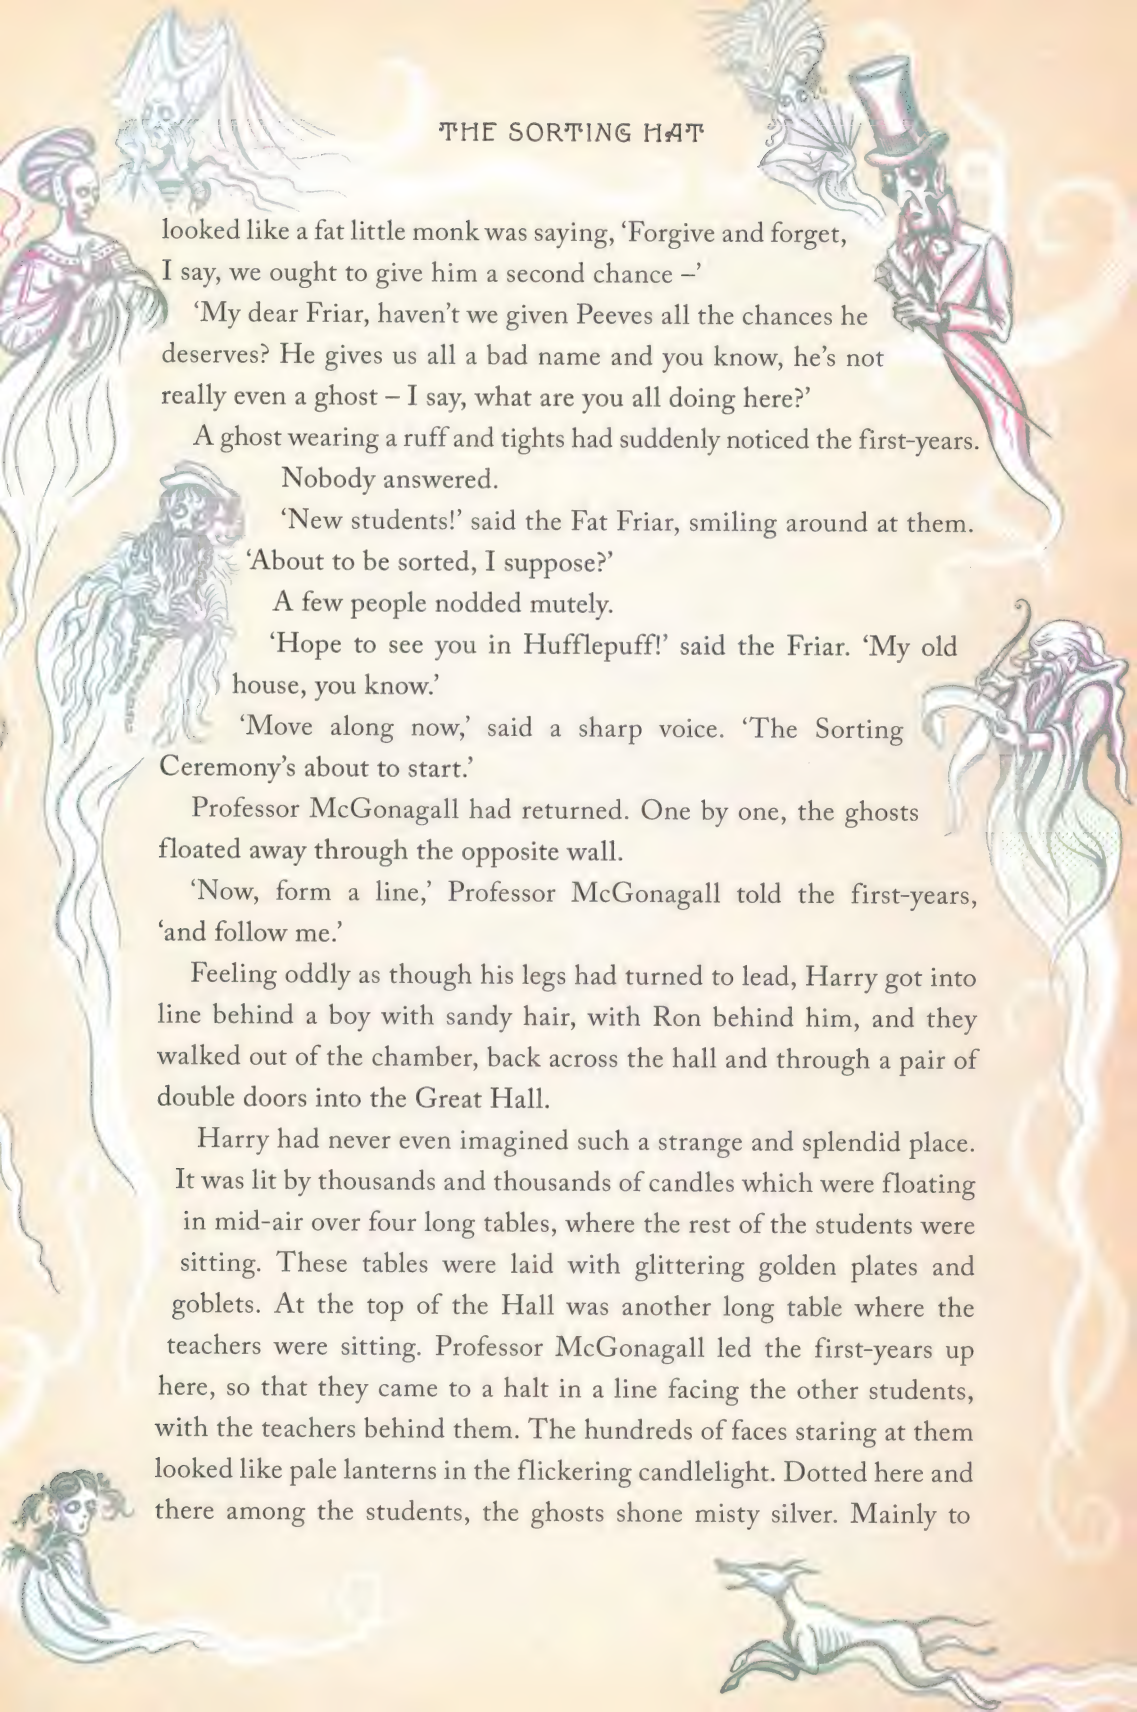 THE SORTING HAT
looked like a fat little monk was saying, ‘Forgive and forget,
I say, we ought to give him a second chance –’
‘My dear Friar, haven’t we given Peeves all the chances he
deserves? He gives us all a bad name and you know, he’s not
really even a ghost – I say, what are you all doing here?’
A ghost wearing a ruff and tights had suddenly noticed the first-years.
Nobody answered.
‘New students!’ said the Fat Friar, smiling around at them.
‘About to be sorted, I suppose?’
A few people nodded mutely.
‘Hope to see you in Hufflepuff!’ said the Friar. ‘My old
house, you know.’
‘Move along now,’ said a sharp voice. ‘The Sorting
Ceremony’s about to start.’
Professor McGonagall had returned. One by one, the ghosts
floated away through the opposite wall.
‘Now, form a line,’ Professor McGonagall told the first-years,
‘and follow me.’
Feeling oddly as though his legs had turned to lead, Harry got into
line behind a boy with sandy hair, with Ron behind him, and they
walked out of the chamber, back across the hall and through a pair of
double doors into the Great Hall.
Harry had never even imagined such a strange and splendid place.
It was lit by thousands and thousands of candles which were floating
in mid-air over four long tables, where the rest of the students were
sitting. These tables were laid with glittering golden plates and
goblets. At the top of the Hall was another long table where the
teachers were sitting. Professor McGonagall led the first-years up
here, so that they came to a halt in a line facing the other students,
with the teachers behind them. The hundreds of faces staring at them
looked like pale lanterns in the flickering candlelight. Dotted here and
there among the students, the ghosts shone misty silver. Mainly to